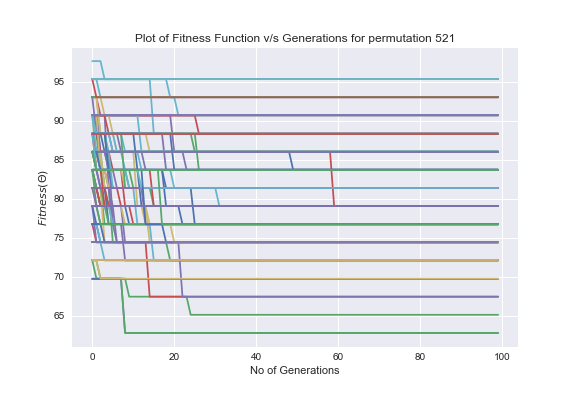 Plot of Fitness Function v/s Generations for permutation 521
Fitness(Θ)
95
90
85
80
75
70
65
0 20 40 60 80 100
No of Generations